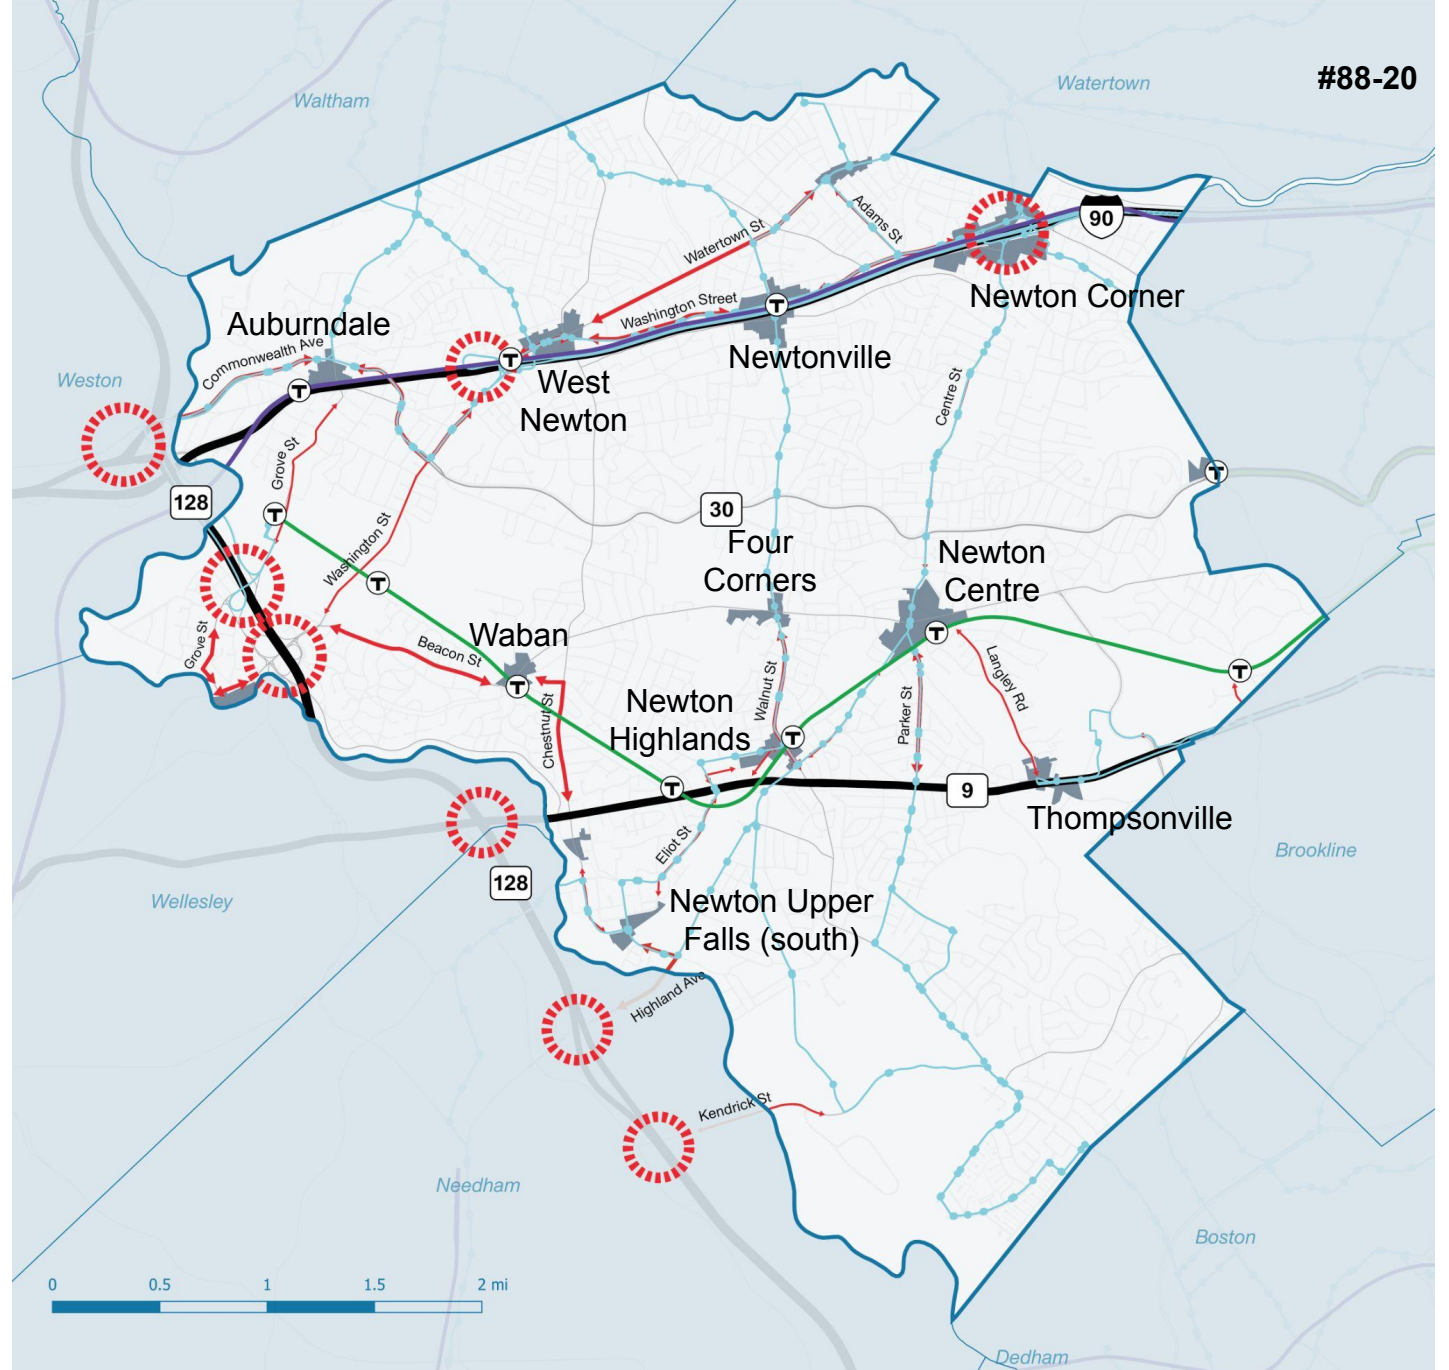 #88-20
Watertown
Waltham
Adams St
Watertown St
90
Newton Corner
Washington Street
T
Auburndale
Newtonville
Commonwealth Ave
T
West
Newton
Weston
T
Centre St
Grove St
T
128
30
T
Washington St
Four
Corners
Newton
Centre
T
Grove St
Beacon St
Waban
T
T
Langley Rd
T
Walnut St
Parker St
Newton
Highlands
Chestnut St
T
T
9
Thompsonville
Eliot St
Brookline
128
Wellesley
Newton Upper
Falls (south)
Highland Ave
Kendrick St
Needham
Boston
0 0.5 1 1.5 2 mi
Dedham